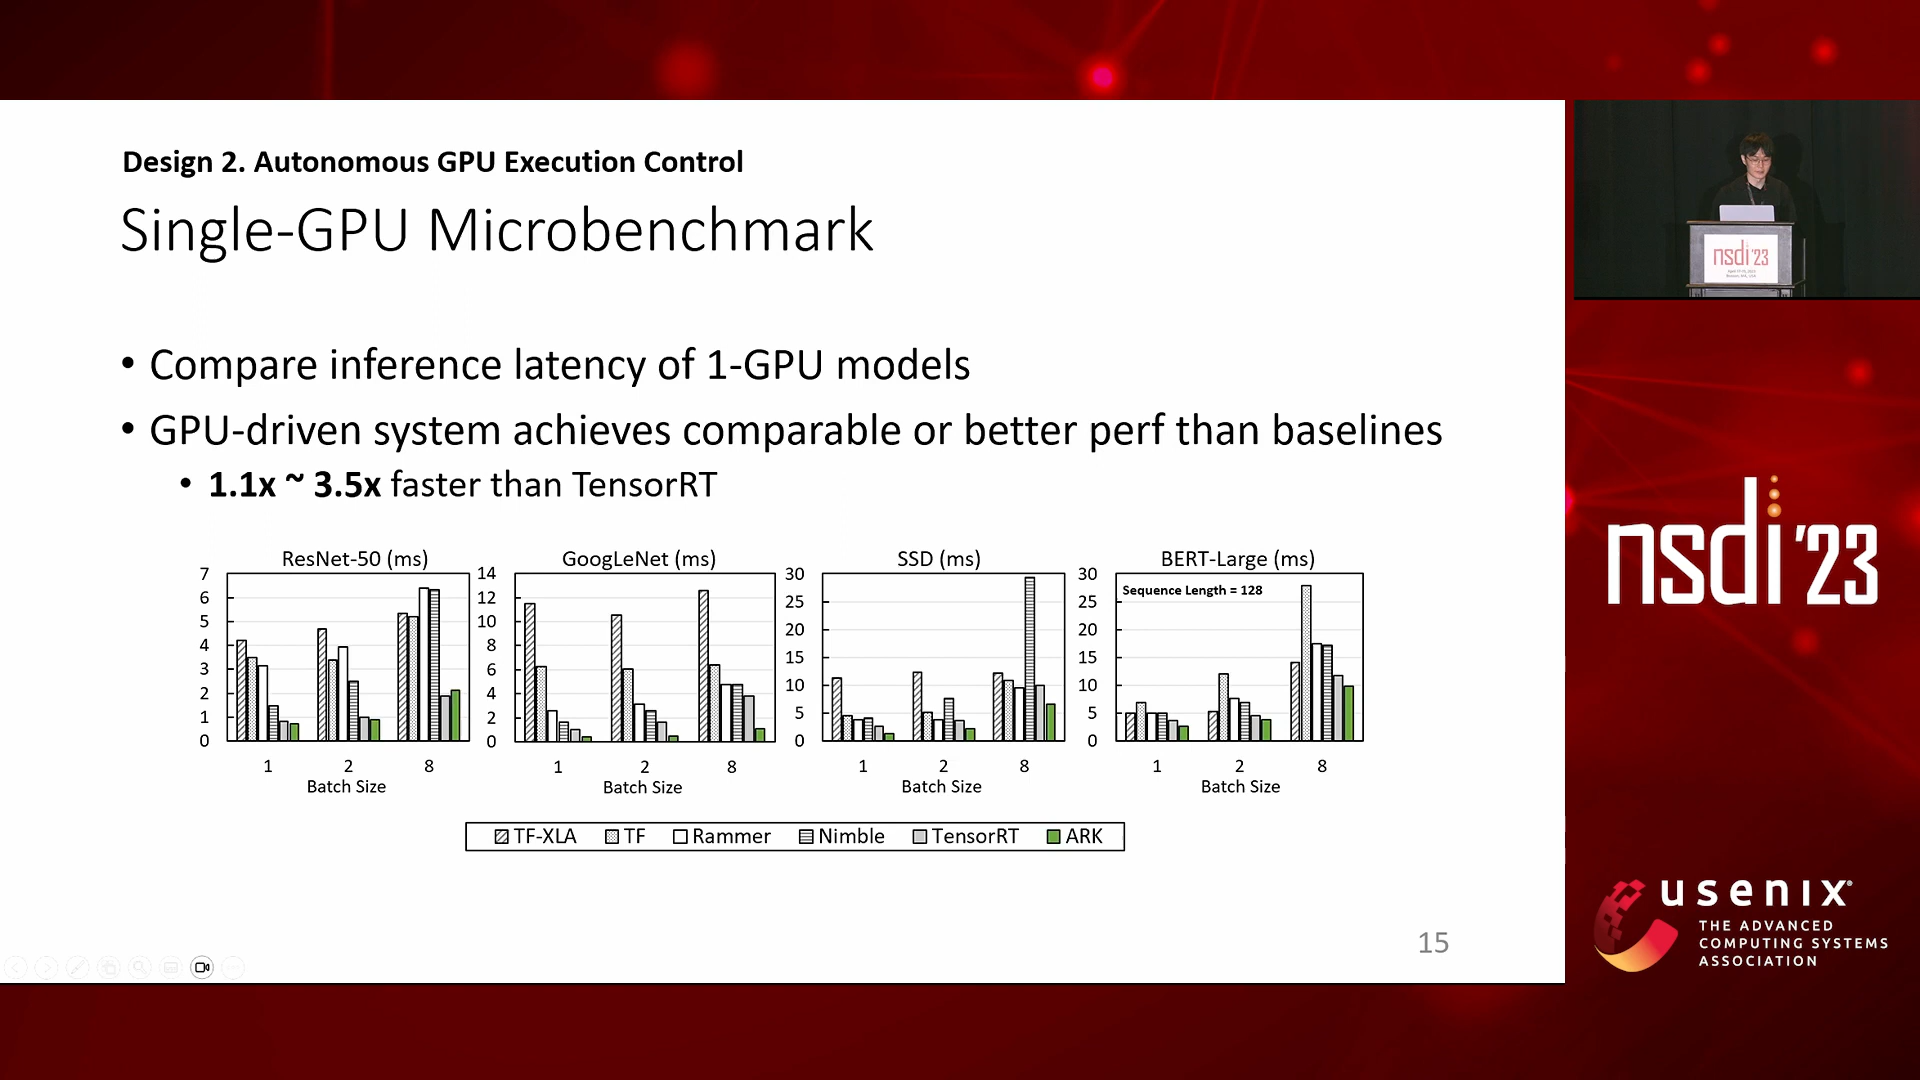 Design 2. Autonomous GPU Execution Control
Single-GPU Microbenchmark
• Compare inference latency of 1-GPU models
• GPU-driven system achieves comparable or better perf than baselines
• 1.1x ~ 3.5x faster than TensorRT
ResNet-50 (ms)
7
6
5
4
3
2
1
0
1 2 8
Batch Size
GoogLeNet (ms)
14
12
10
8
6
4
2
0
1 2 8
Batch Size
SSD (ms)
30
25
20
15
10
5
0
1 2 8
Batch Size
BERT-Large (ms)
Sequence Length = 128
30
25
20
15
10
5
0
1 2 8
Batch Size
TF-XLA TF Rammer Nimble TensorRT ARK
15
nsdi '23
nsdi '23
usenix®
THE ADVANCED
COMPUTING SYSTEMS
ASSOCIATION